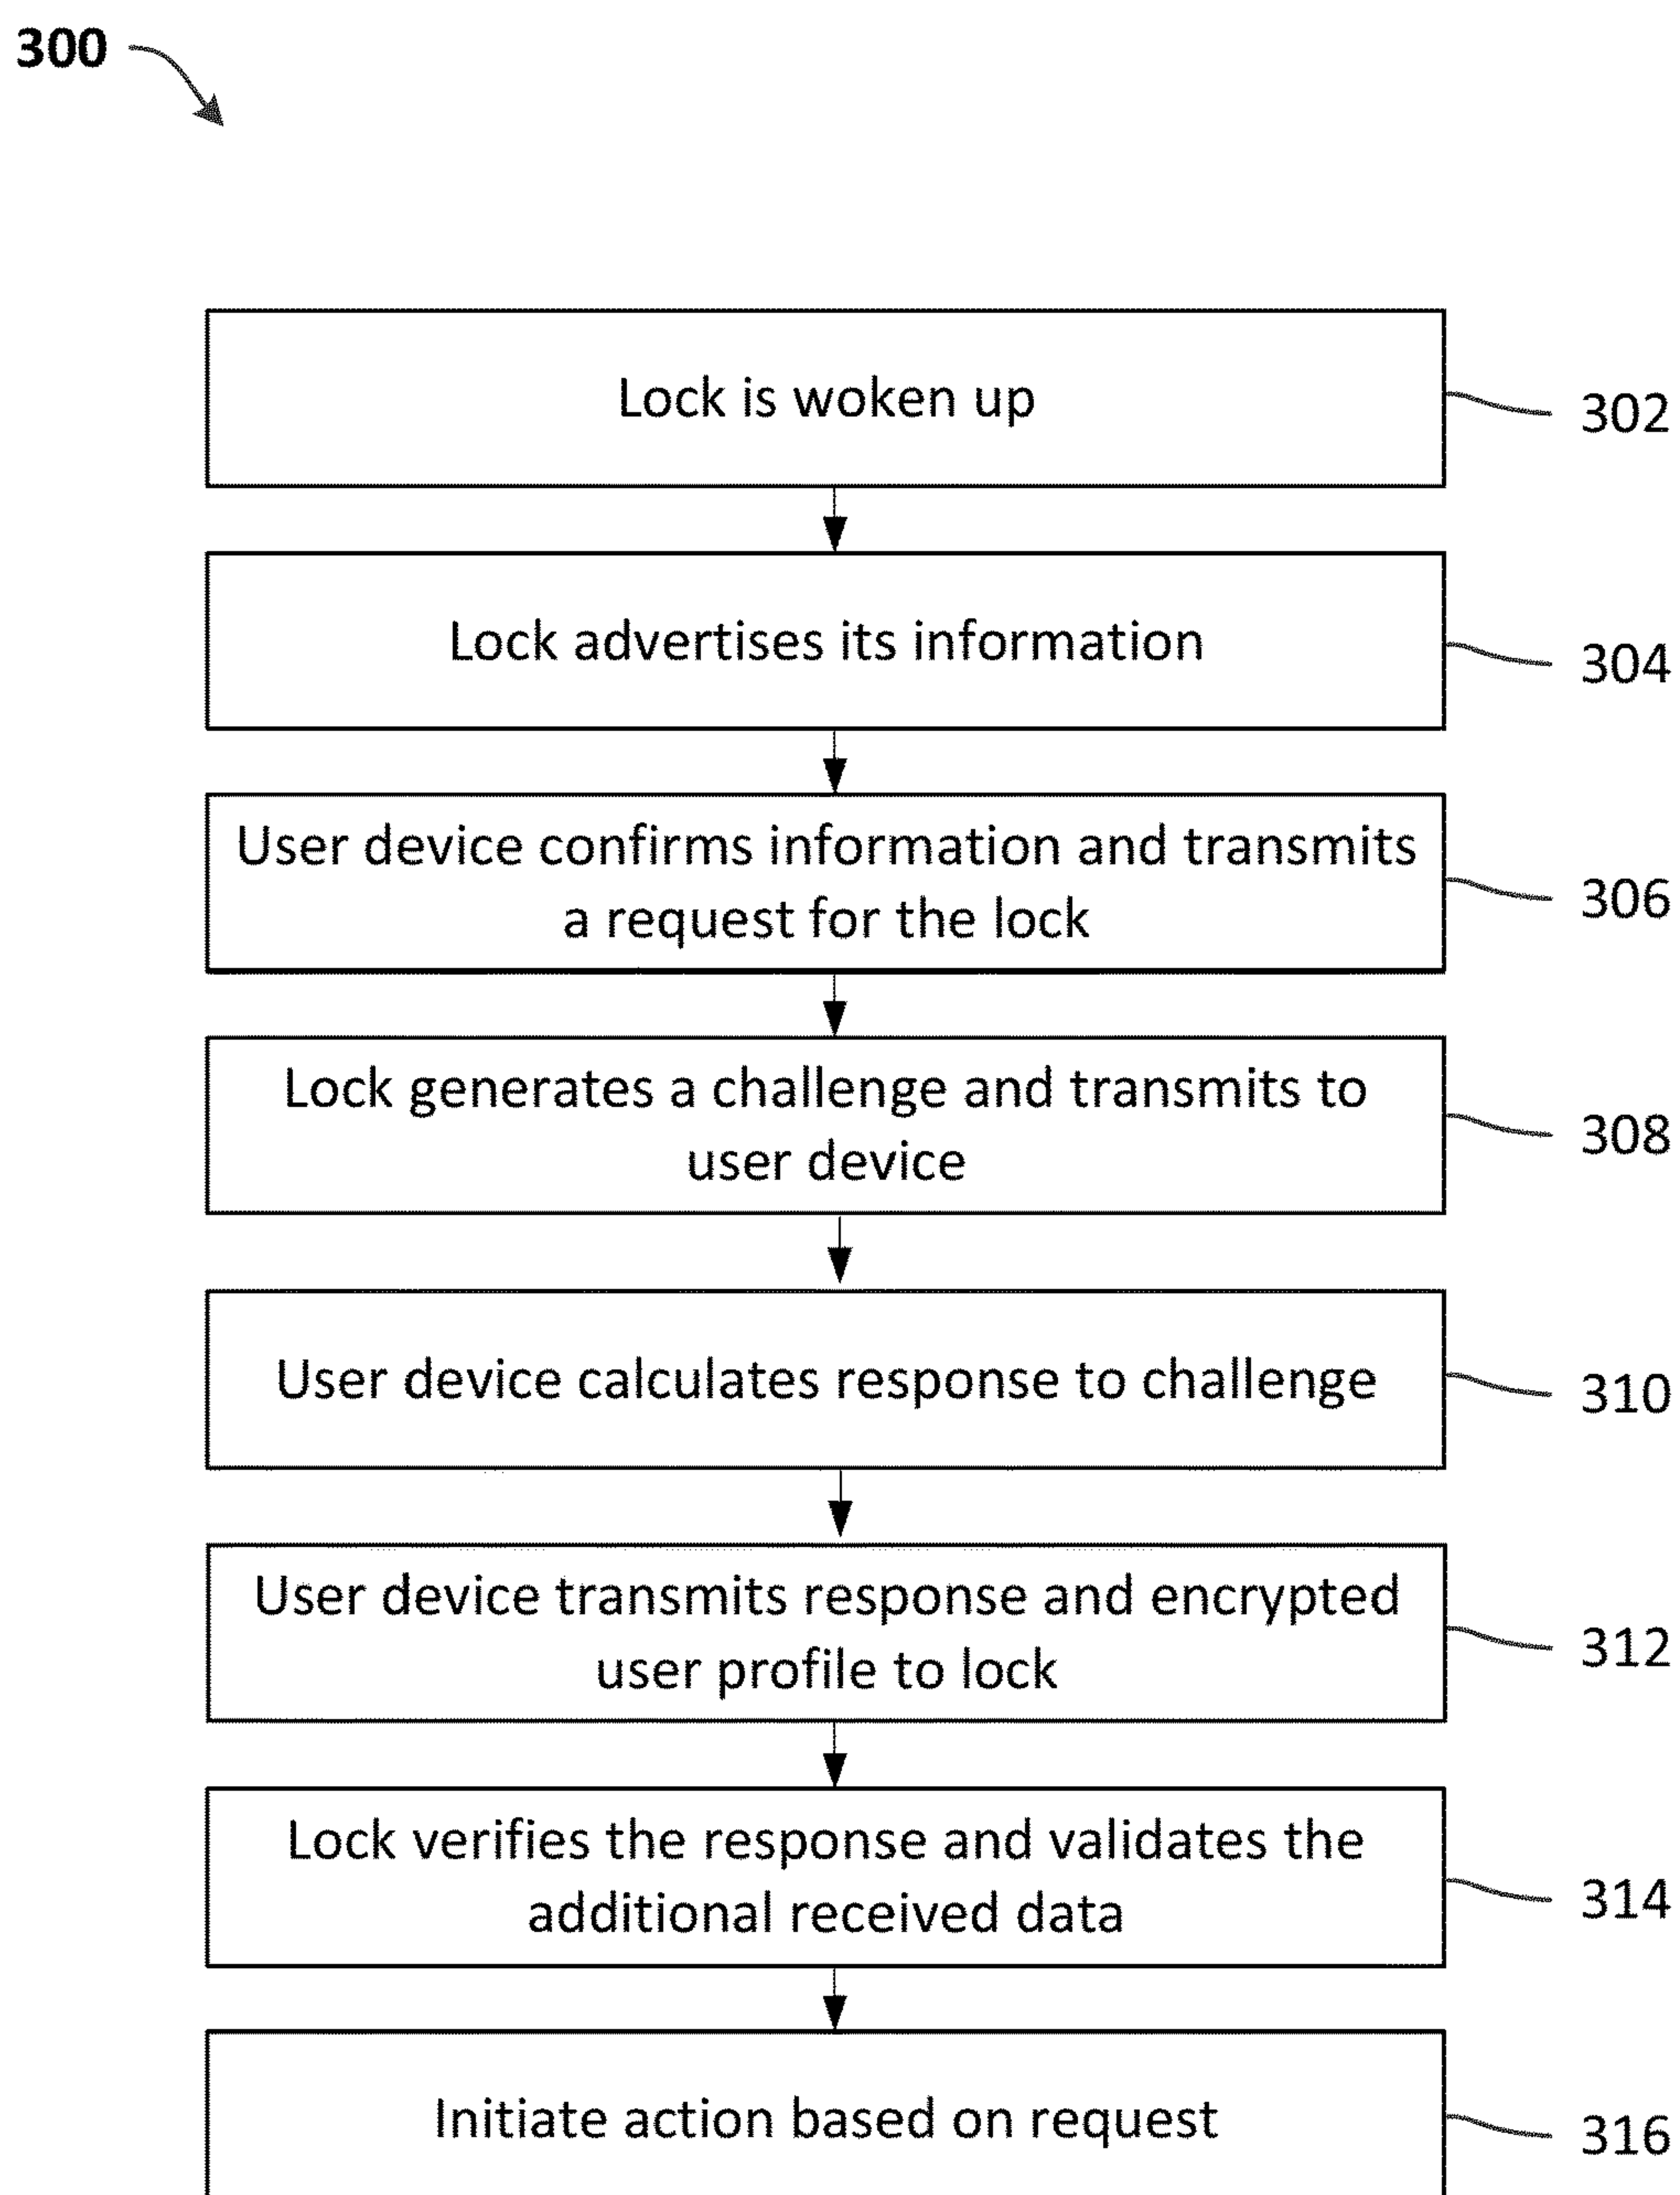 300
Lock is woken up
302
Lock advertises its information
304
User device confirms information and transmits
a request for the lock
306
Lock generates a challenge and transmits to
user device
308
User device calculates response to challenge
310
User device transmits response and encrypted
user profile to lock
312
Lock verifies the response and validates the
additional received data
314
Initiate action based on request
316